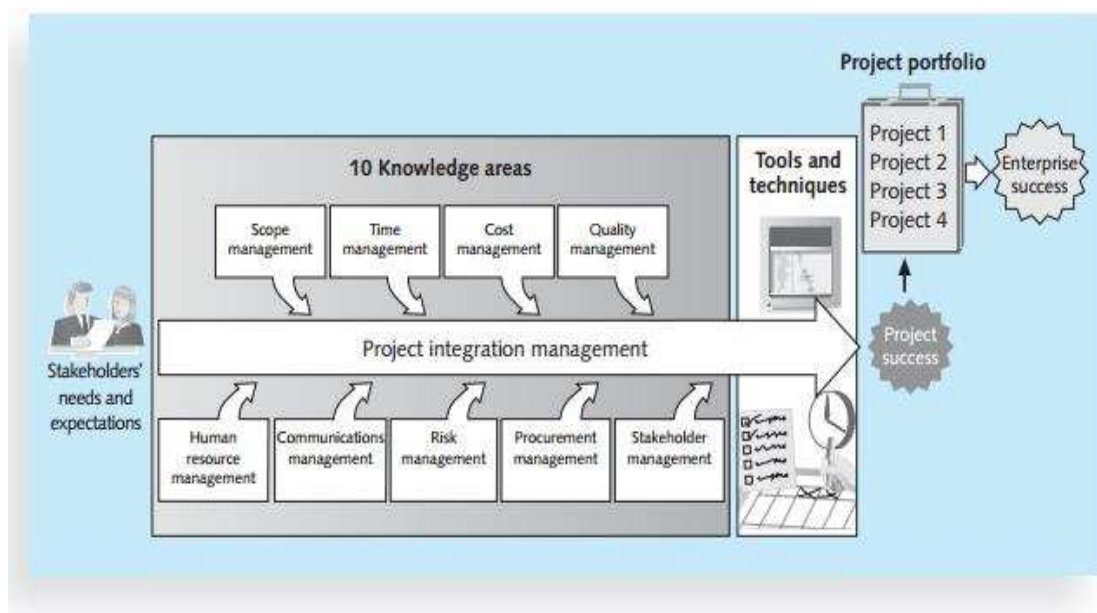 Project portfolio
Project 1
Project 2
Project 3
Project 4
Enterprise
success
10 Knowledge areas
Tools and
techniques
Scope
management
Time
management
Cost
management
Quality
management
Stakeholders'
needs and
expectations
Project integration management
Project
success
Human
resource
management
Communications
management
Risk
management
Procurement
management
Stakeholder
management